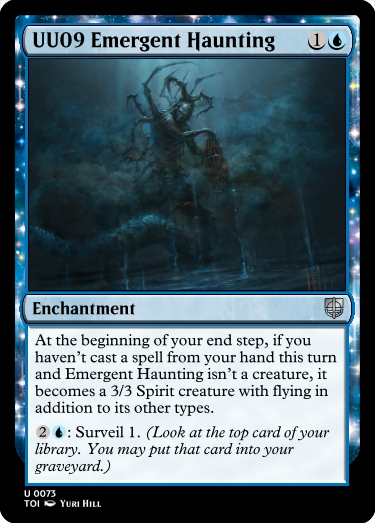 UU09 Emergent Haunting 1
Enchantment
At the beginning of your end step, if you
haven't cast a spell from your hand this turn
and Emergent Haunting isn't a creature, it
becomes a 3/3 Spirit creature with flying in
addition to its other types.
2: Surveil 1. (Look at the top card of your
library. You may put that card into your
graveyard.)
U 0073
TOI Yuri Hill